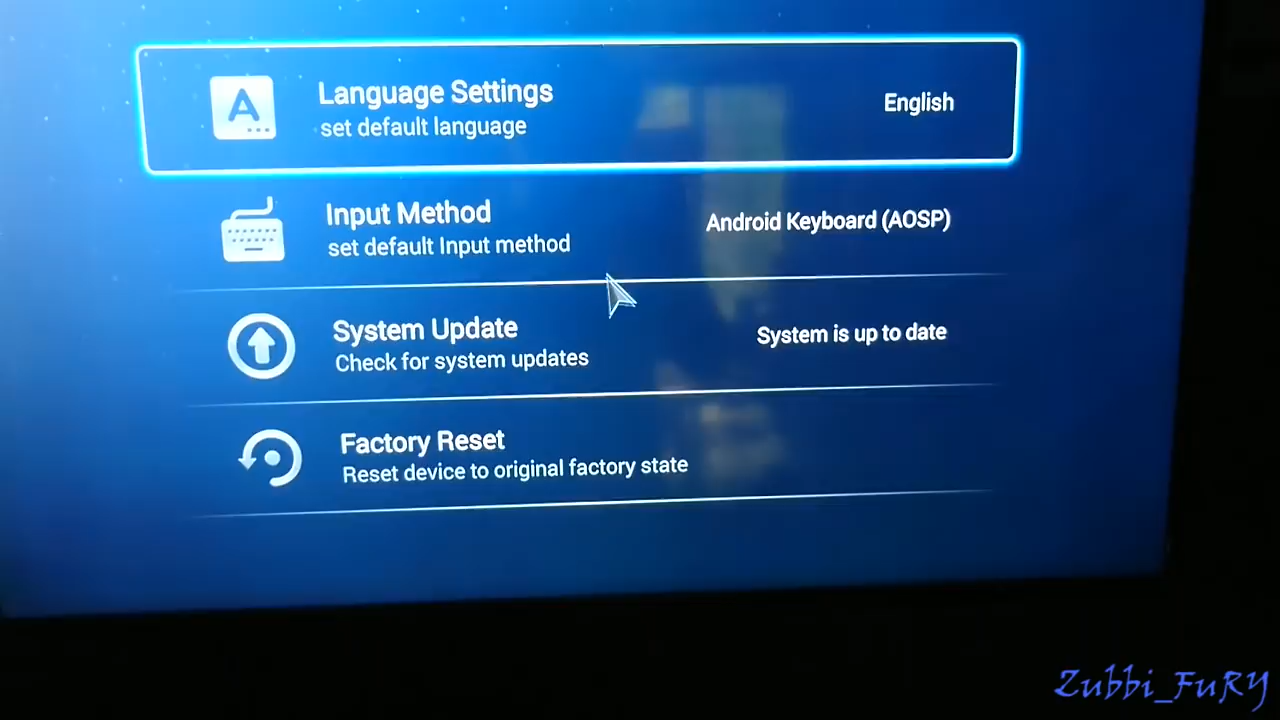 Language Settings
set default language
English
Input Method
set default Input method
Android Keyboard (AOSP)
System Update
Check for system updates
System is up to date
Factory Reset
Reset device to original factory state
Zubbi_FuRY